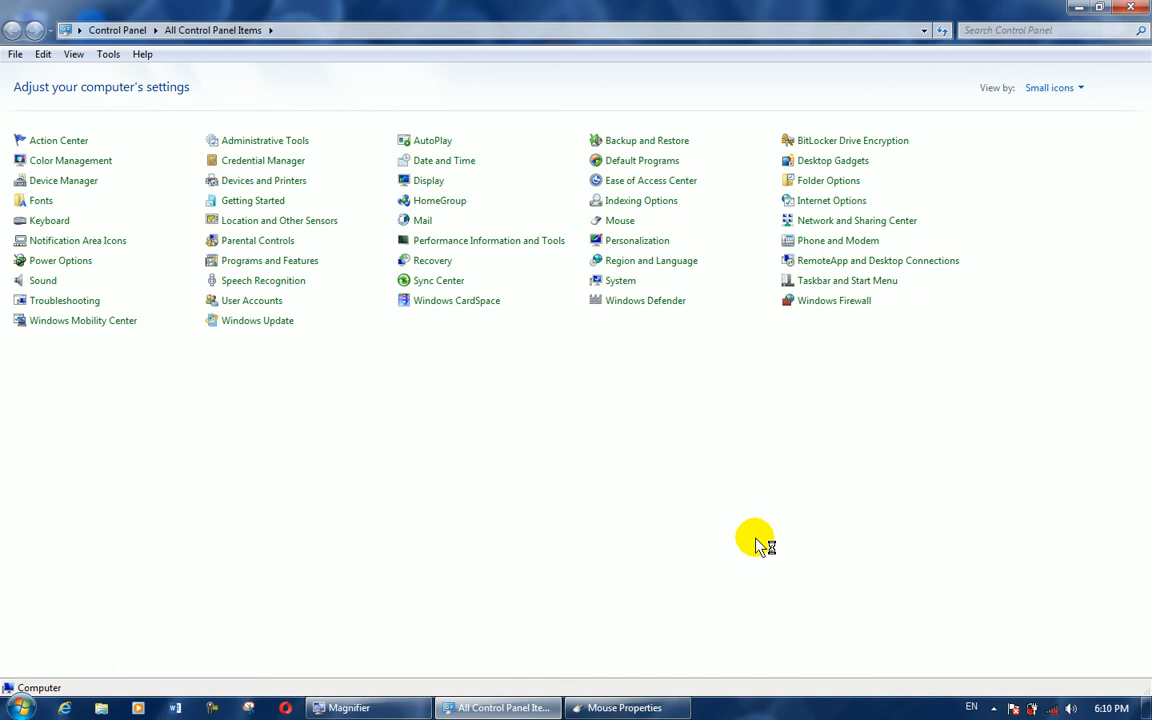 Control Panel All Control Panel Items Search Control Panel
File Edit View Tools Help
Adjust your computer's settings View by: Small icons
Action Center Administrative Tools AutoPlay Backup and Restore BitLocker Drive Encryption
Color Management Credential Manager Date and Time Default Programs Desktop Gadgets
Device Manager Devices and Printers Display Ease of Access Center Folder Options
Fonts Getting Started HomeGroup Indexing Options Internet Options
Keyboard Location and Other Sensors Mail Mouse Network and Sharing Center
Notification Area Icons Parental Controls Performance Information and Tools Personalization Phone and Modem
Power Options Programs and Features Recovery Region and Language RemoteApp and Desktop Connections
Sound Speech Recognition Sync Center System Taskbar and Start Menu
Troubleshooting User Accounts Windows CardSpace Windows Defender Windows Firewall
Windows Mobility Center Windows Update
Computer
Magnifier All Control Panel Ite... Mouse Properties EN 6:10 PM